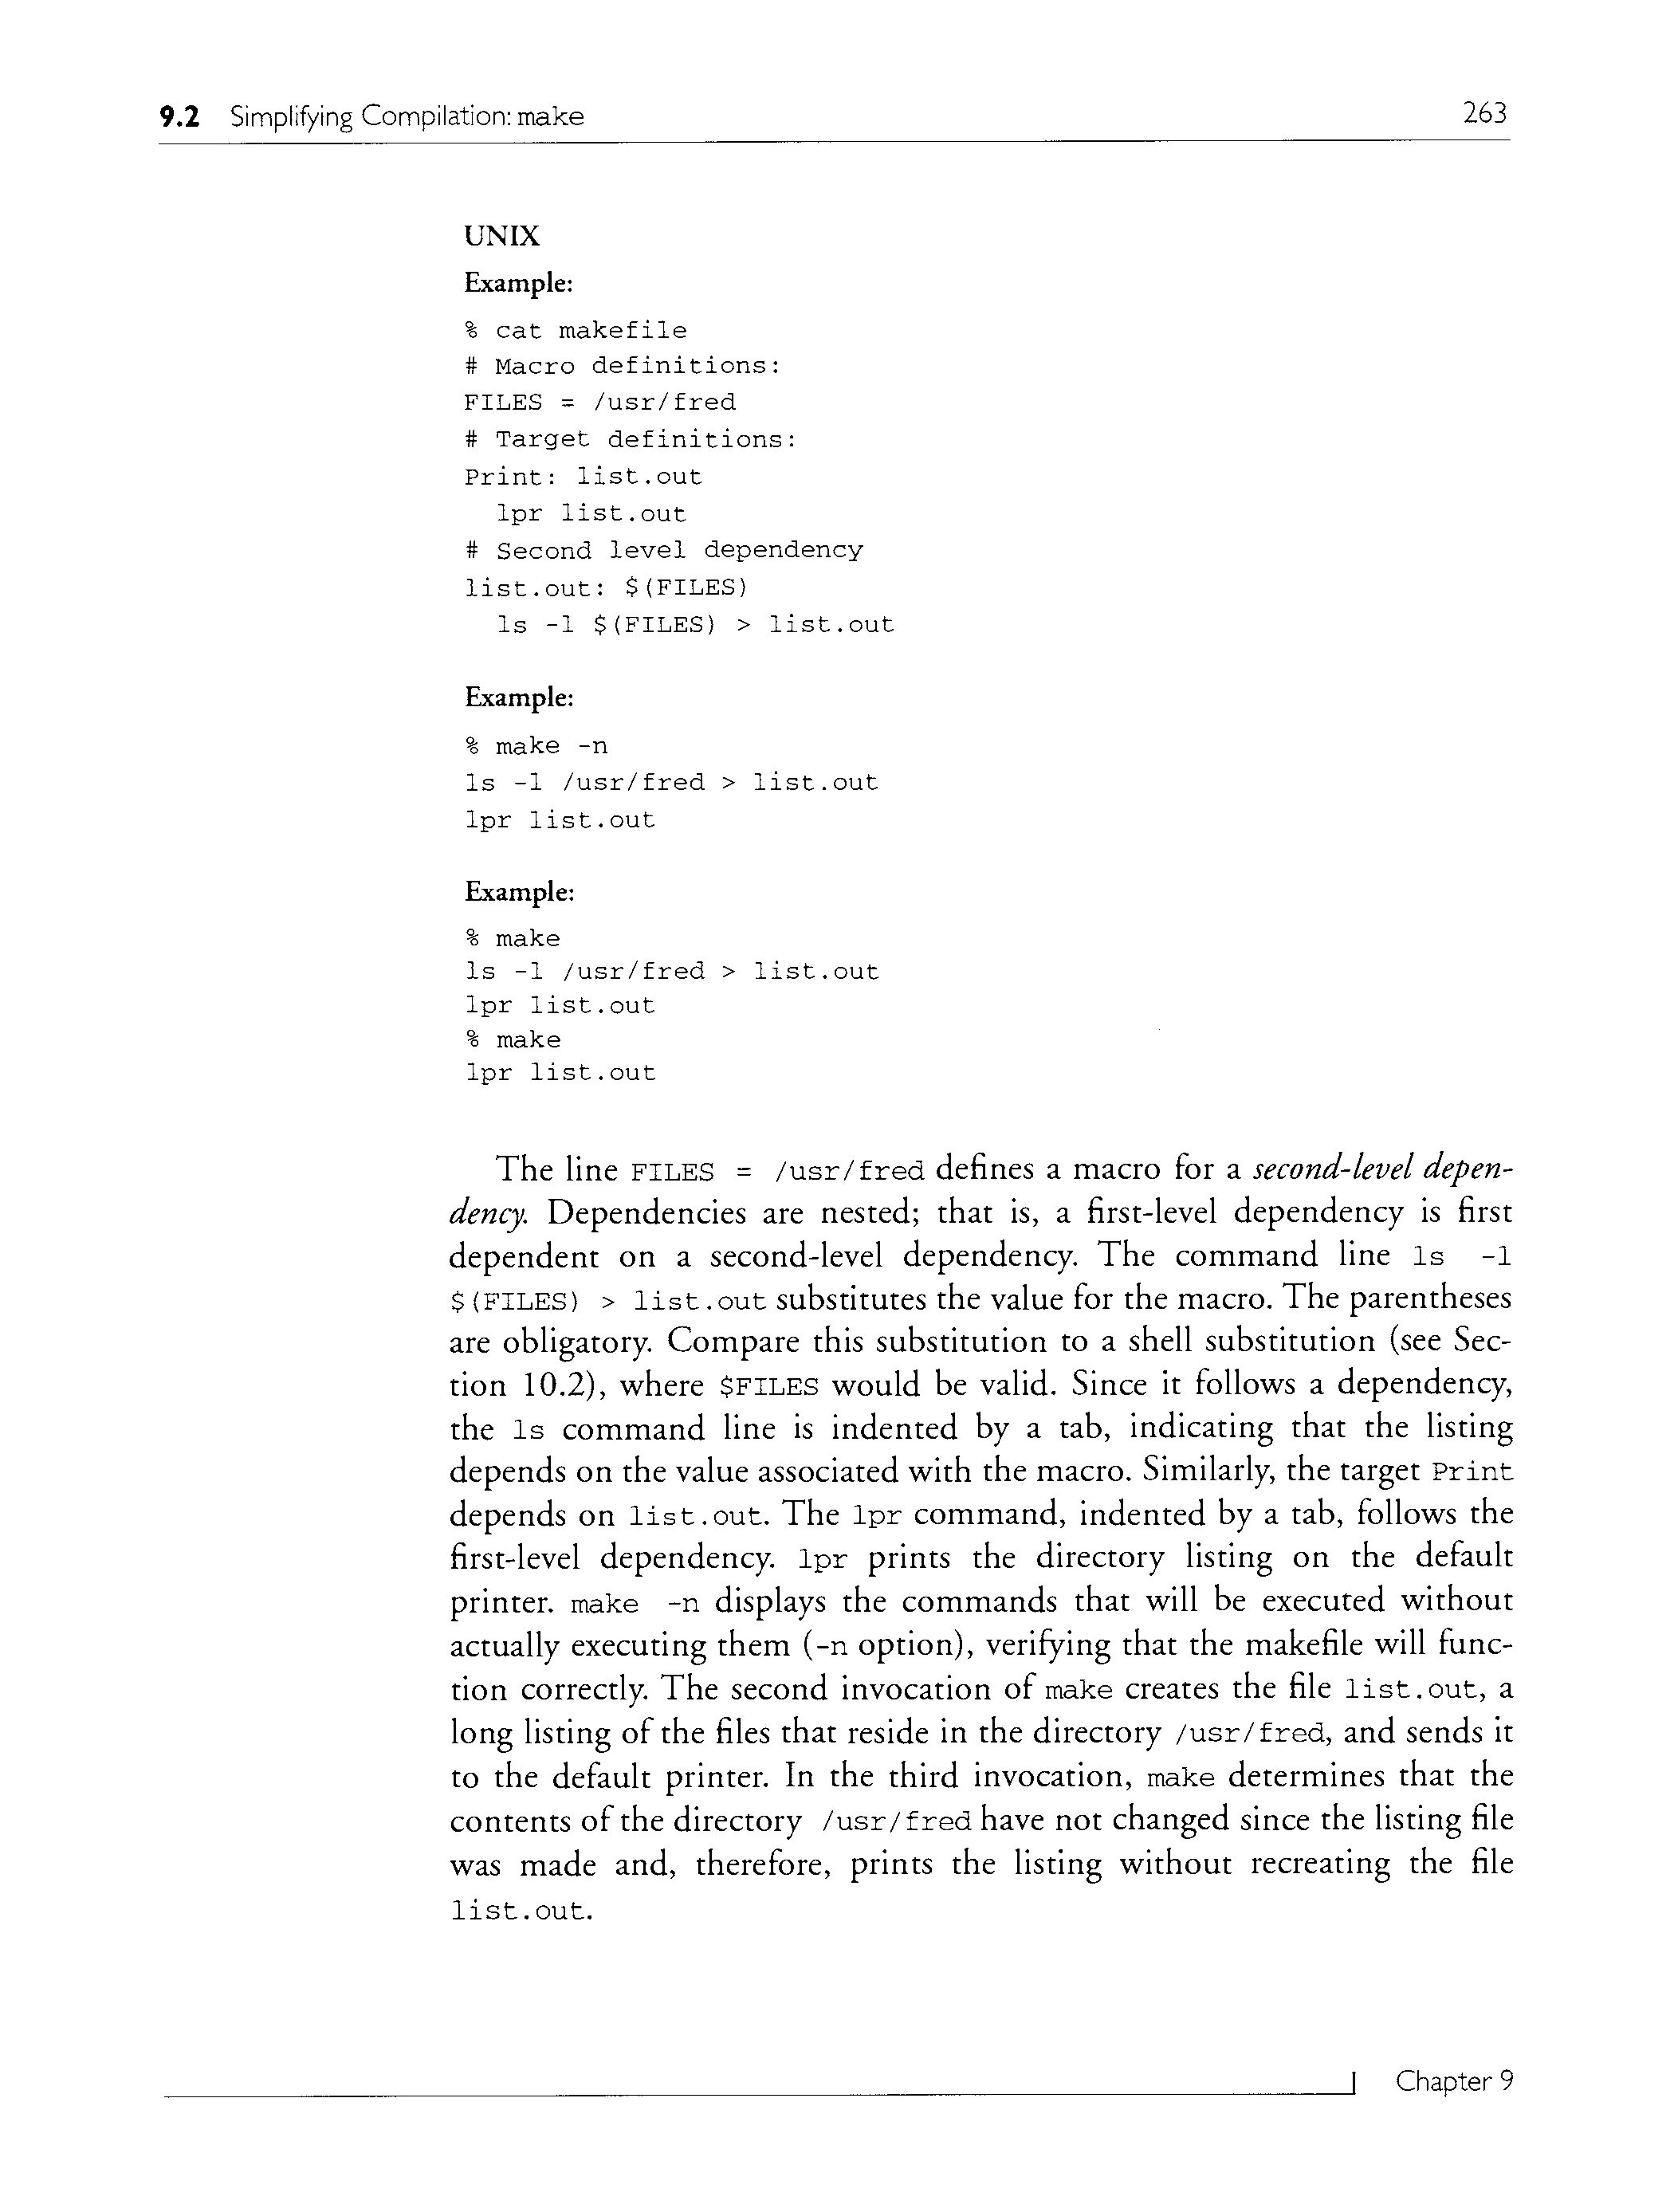 9.2 Simplifying Compilation: make 263
UNIX
Example:
% cat makefile
# Macro definitions:
FILES = /usr/fred
# Target definitions:
Print: list.out
  lpr list.out
# Second level dependency
list.out: $(FILES)
  ls -l $(FILES) > list.out
Example:
% make -n
ls -l /usr/fred > list.out
lpr list.out
Example:
% make
ls -l /usr/fred > list.out
lpr list.out
% make
lpr list.out
The line FILES = /usr/fred defines a macro for a second-level depen-
dency. Dependencies are nested; that is, a first-level dependency is first
dependent on a second-level dependency. The command line ls -l
$(FILES) > list.out substitutes the value for the macro. The parentheses
are obligatory. Compare this substitution to a shell substitution (see Sec-
tion 10.2), where $FILES would be valid. Since it follows a dependency,
the ls command line is indented by a tab, indicating that the listing
depends on the value associated with the macro. Similarly, the target Print
depends on list.out. The lpr command, indented by a tab, follows the
first-level dependency. lpr prints the directory listing on the default
printer. make -n displays the commands that will be executed without
actually executing them (-n option), verifying that the makefile will func-
tion correctly. The second invocation of make creates the file list.out, a
long listing of the files that reside in the directory /usr/fred, and sends it
to the default printer. In the third invocation, make determines that the
contents of the directory /usr/fred have not changed since the listing file
was made and, therefore, prints the listing without recreating the file
list.out.
Chapter 9